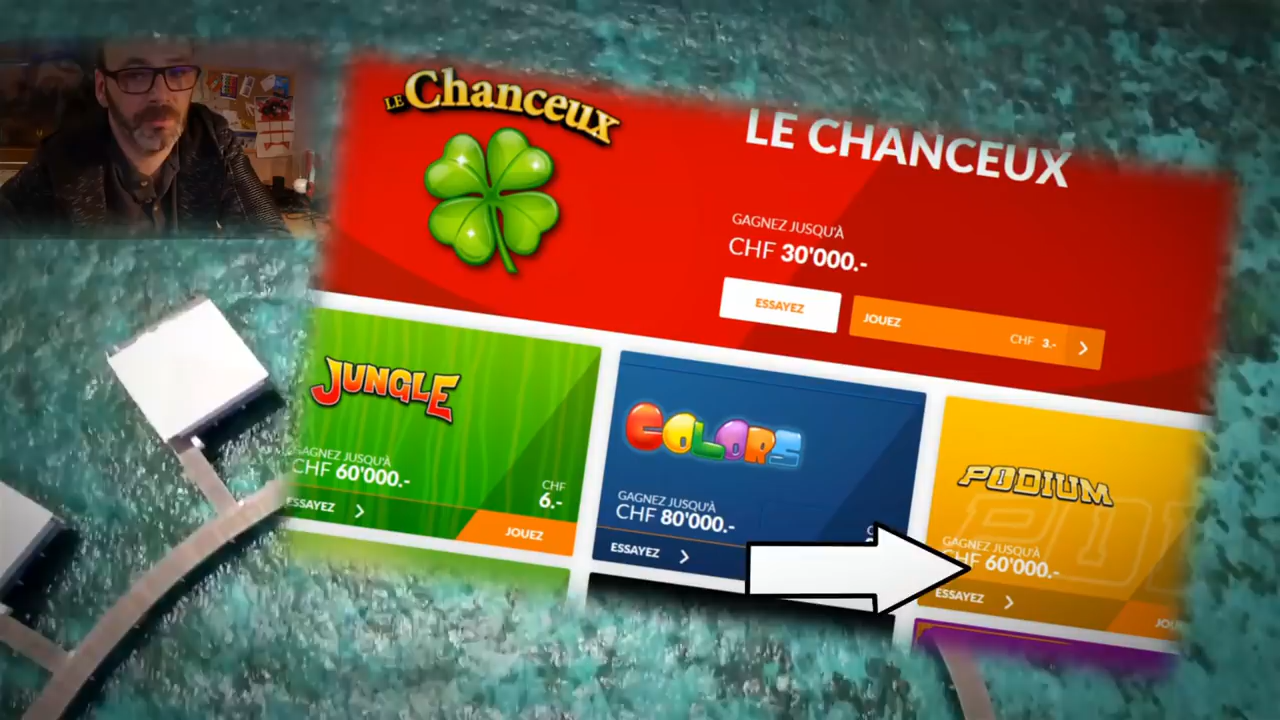 LE Chanceux
LE CHANCEUX
GAGNEZ JUSQU'À
CHF 30'000.-
ESSAYEZ
JOUEZ CHF 3.- >
JUNGLE
GAGNEZ JUSQU'À
CHF 60'000.-
CHF
6.-
ESSAYEZ >
JOUEZ
COLORS
GAGNEZ JUSQU'À
CHF 80'000.-
ESSAYEZ >
PODIUM
GAGNEZ JUSQU'À
CHF 60'000.-
ESSAYEZ >